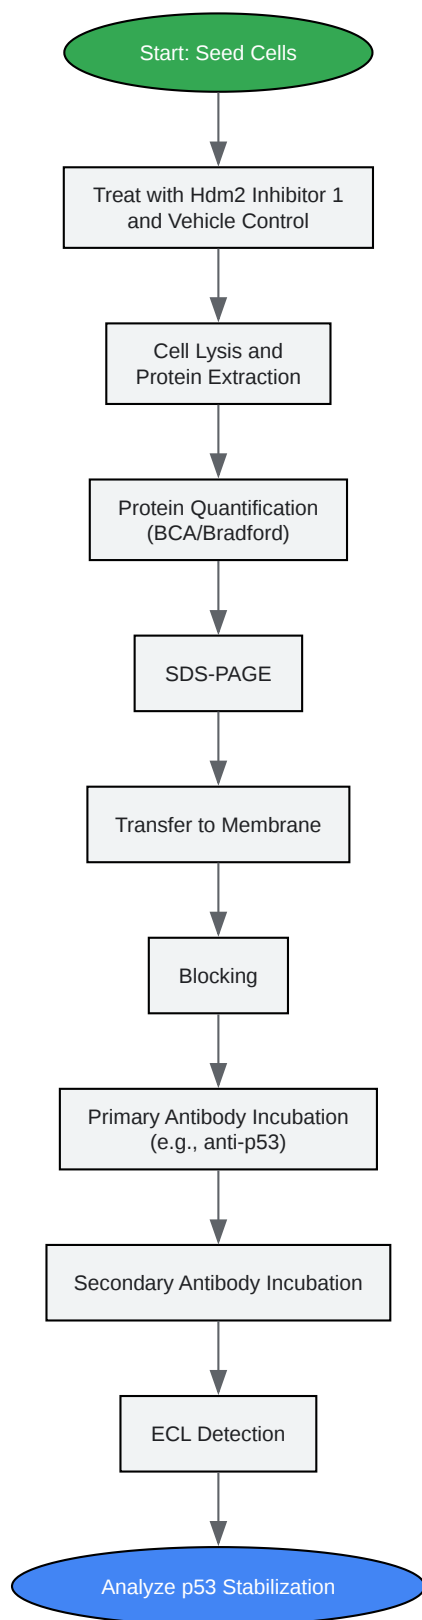 Start: Seed Cells
Treat with Hdm2 Inhibitor 1
and Vehicle Control
Cell Lysis and
Protein Extraction
Protein Quantification
(BCA/Bradford)
SDS-PAGE
Transfer to Membrane
Blocking
Primary Antibody Incubation
(e.g., anti-p53)
Secondary Antibody Incubation
ECL Detection
Analyze p53 Stabilization